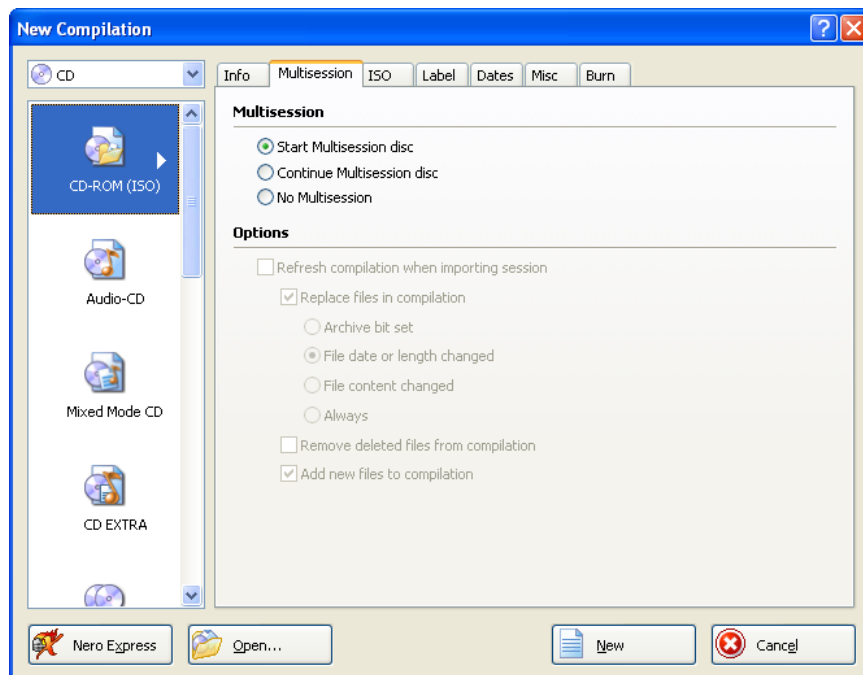 New Compilation
CD
Info Multisession ISO Label Dates Misc Burn
CD-ROM (ISO)
Audio-CD
Mixed Mode CD
CD EXTRA
Multisession
Start Multisession disc
Continue Multisession disc
No Multisession
Options
Refresh compilation when importing session
Replace files in compilation
Archive bit set
File date or length changed
File content changed
Always
Remove deleted files from compilation
Add new files to compilation
Nero Express Open... New Cancel